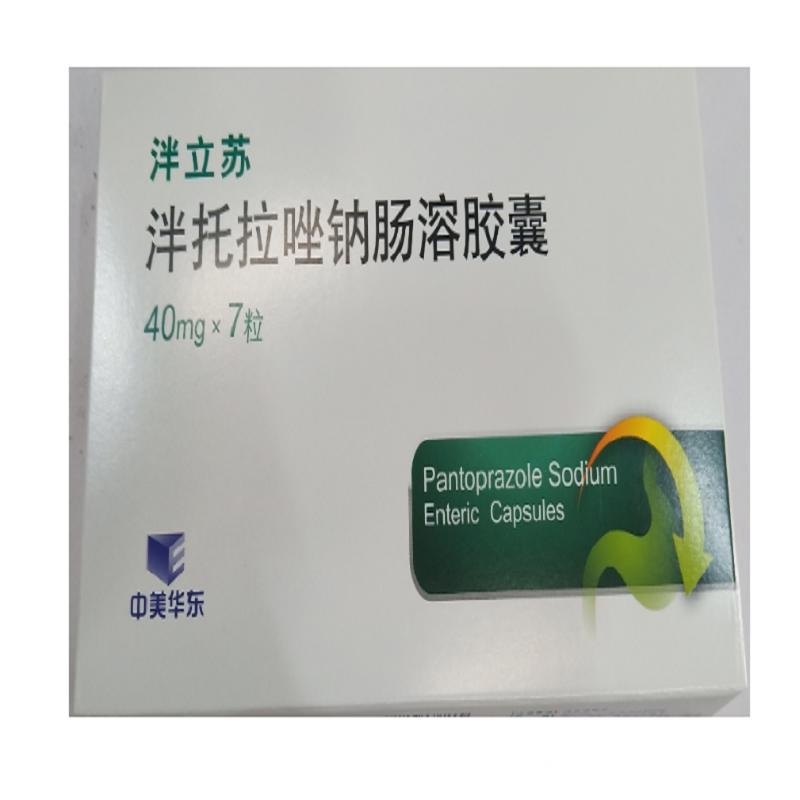 泮立苏
泮托拉唑钠肠溶胶囊
40mg × 7粒
Pantoprazole Sodium
Enteric Capsules
中美华东